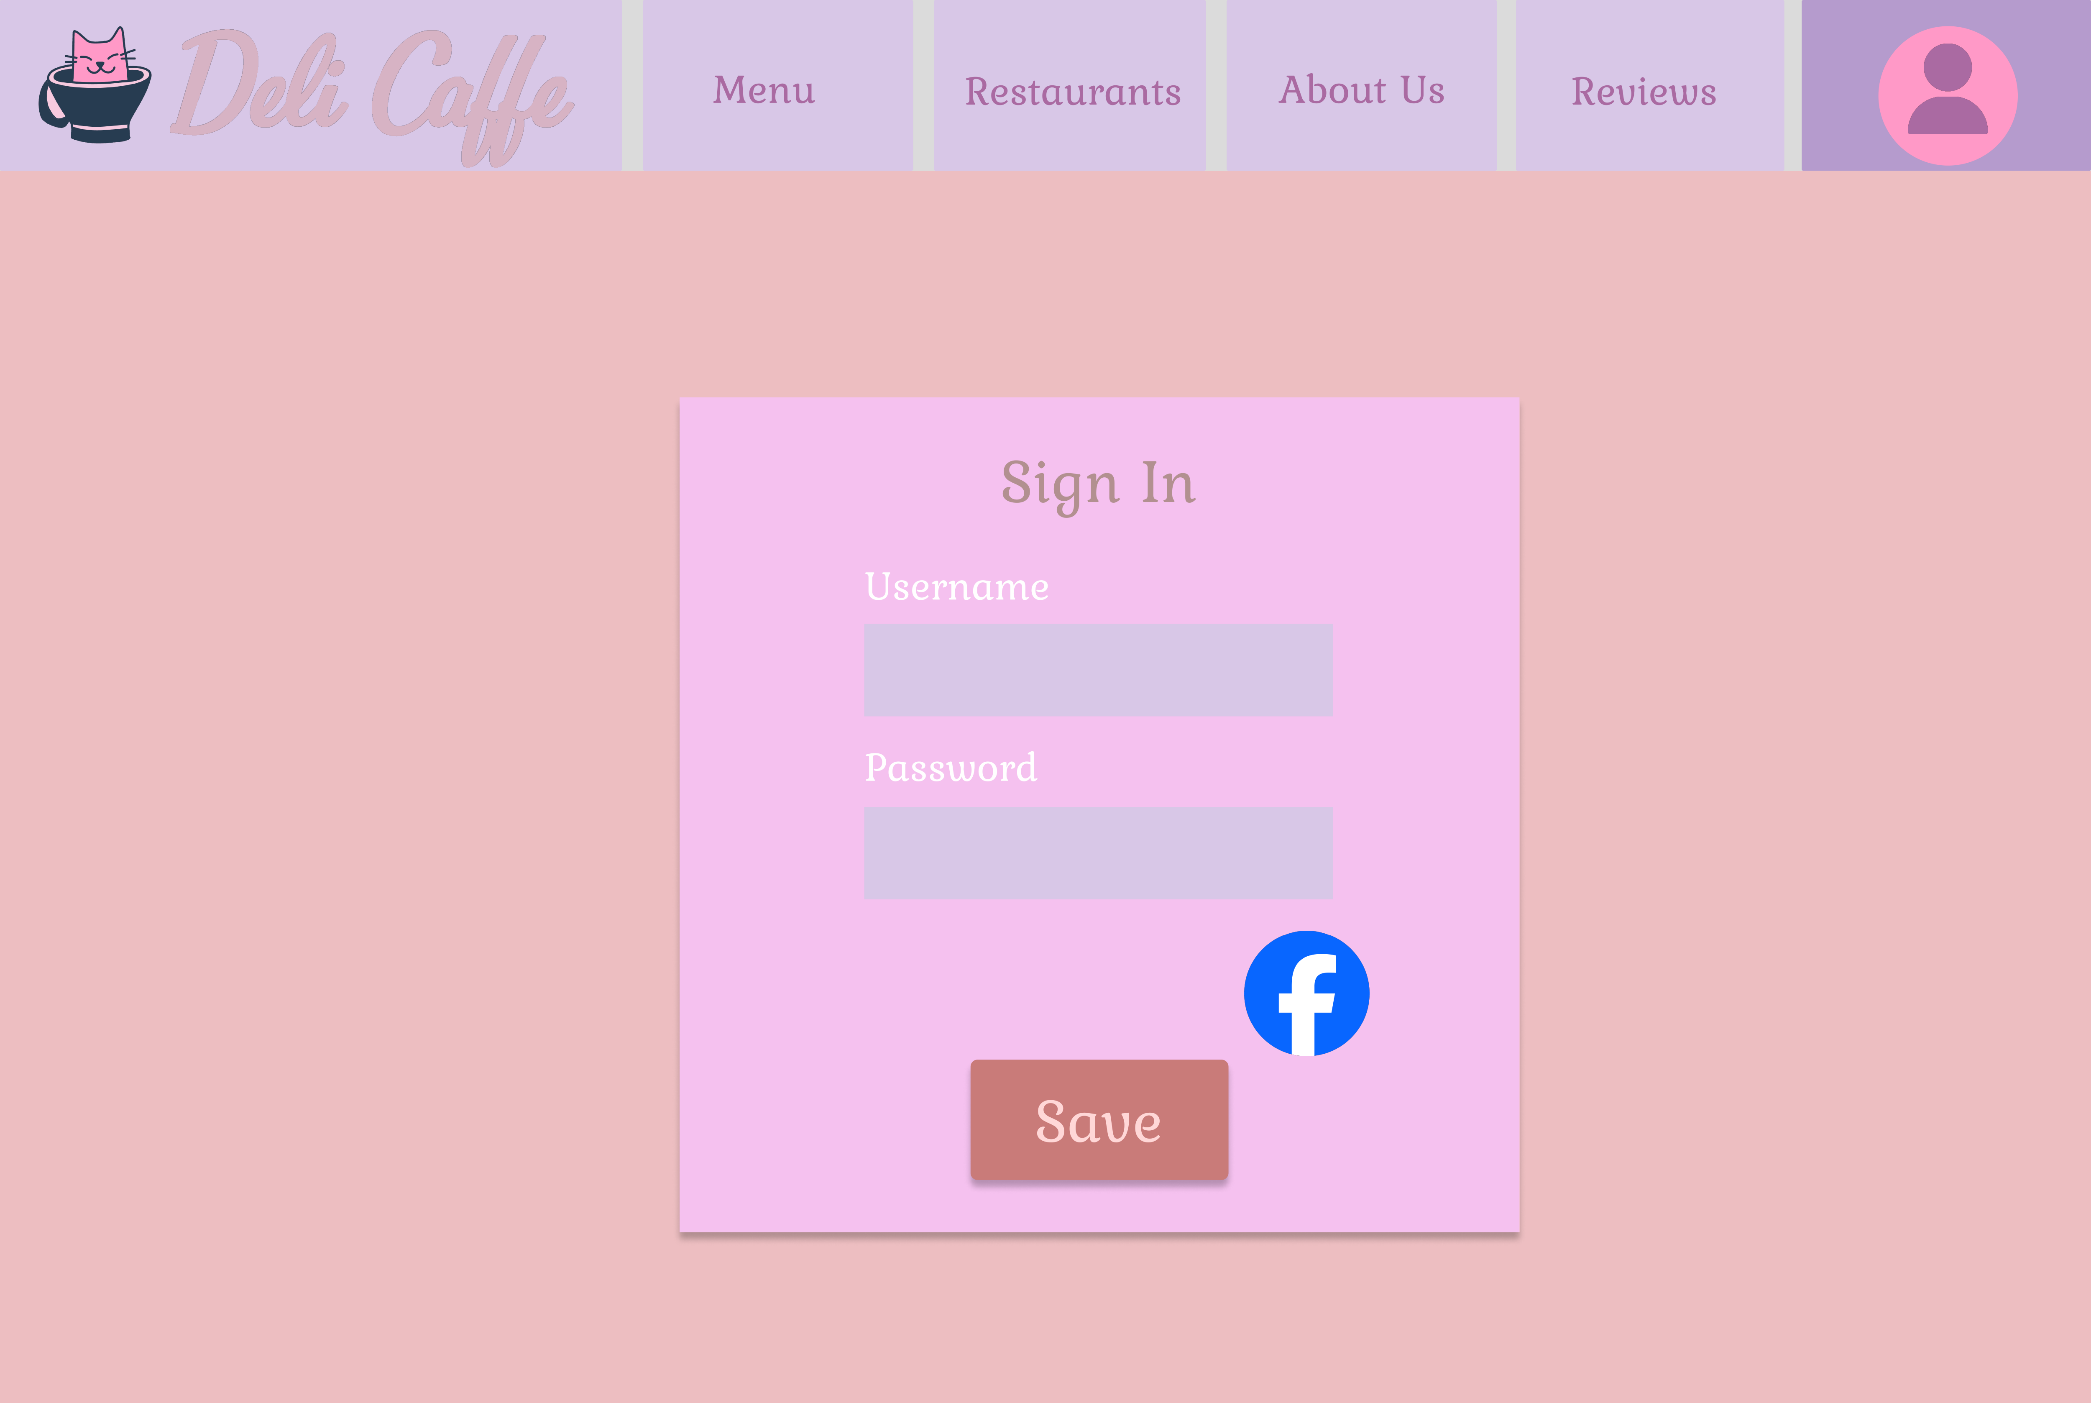 Deli Caffe
Menu
Restaurants
About Us
Reviews
Sign In
Username
Password
Save